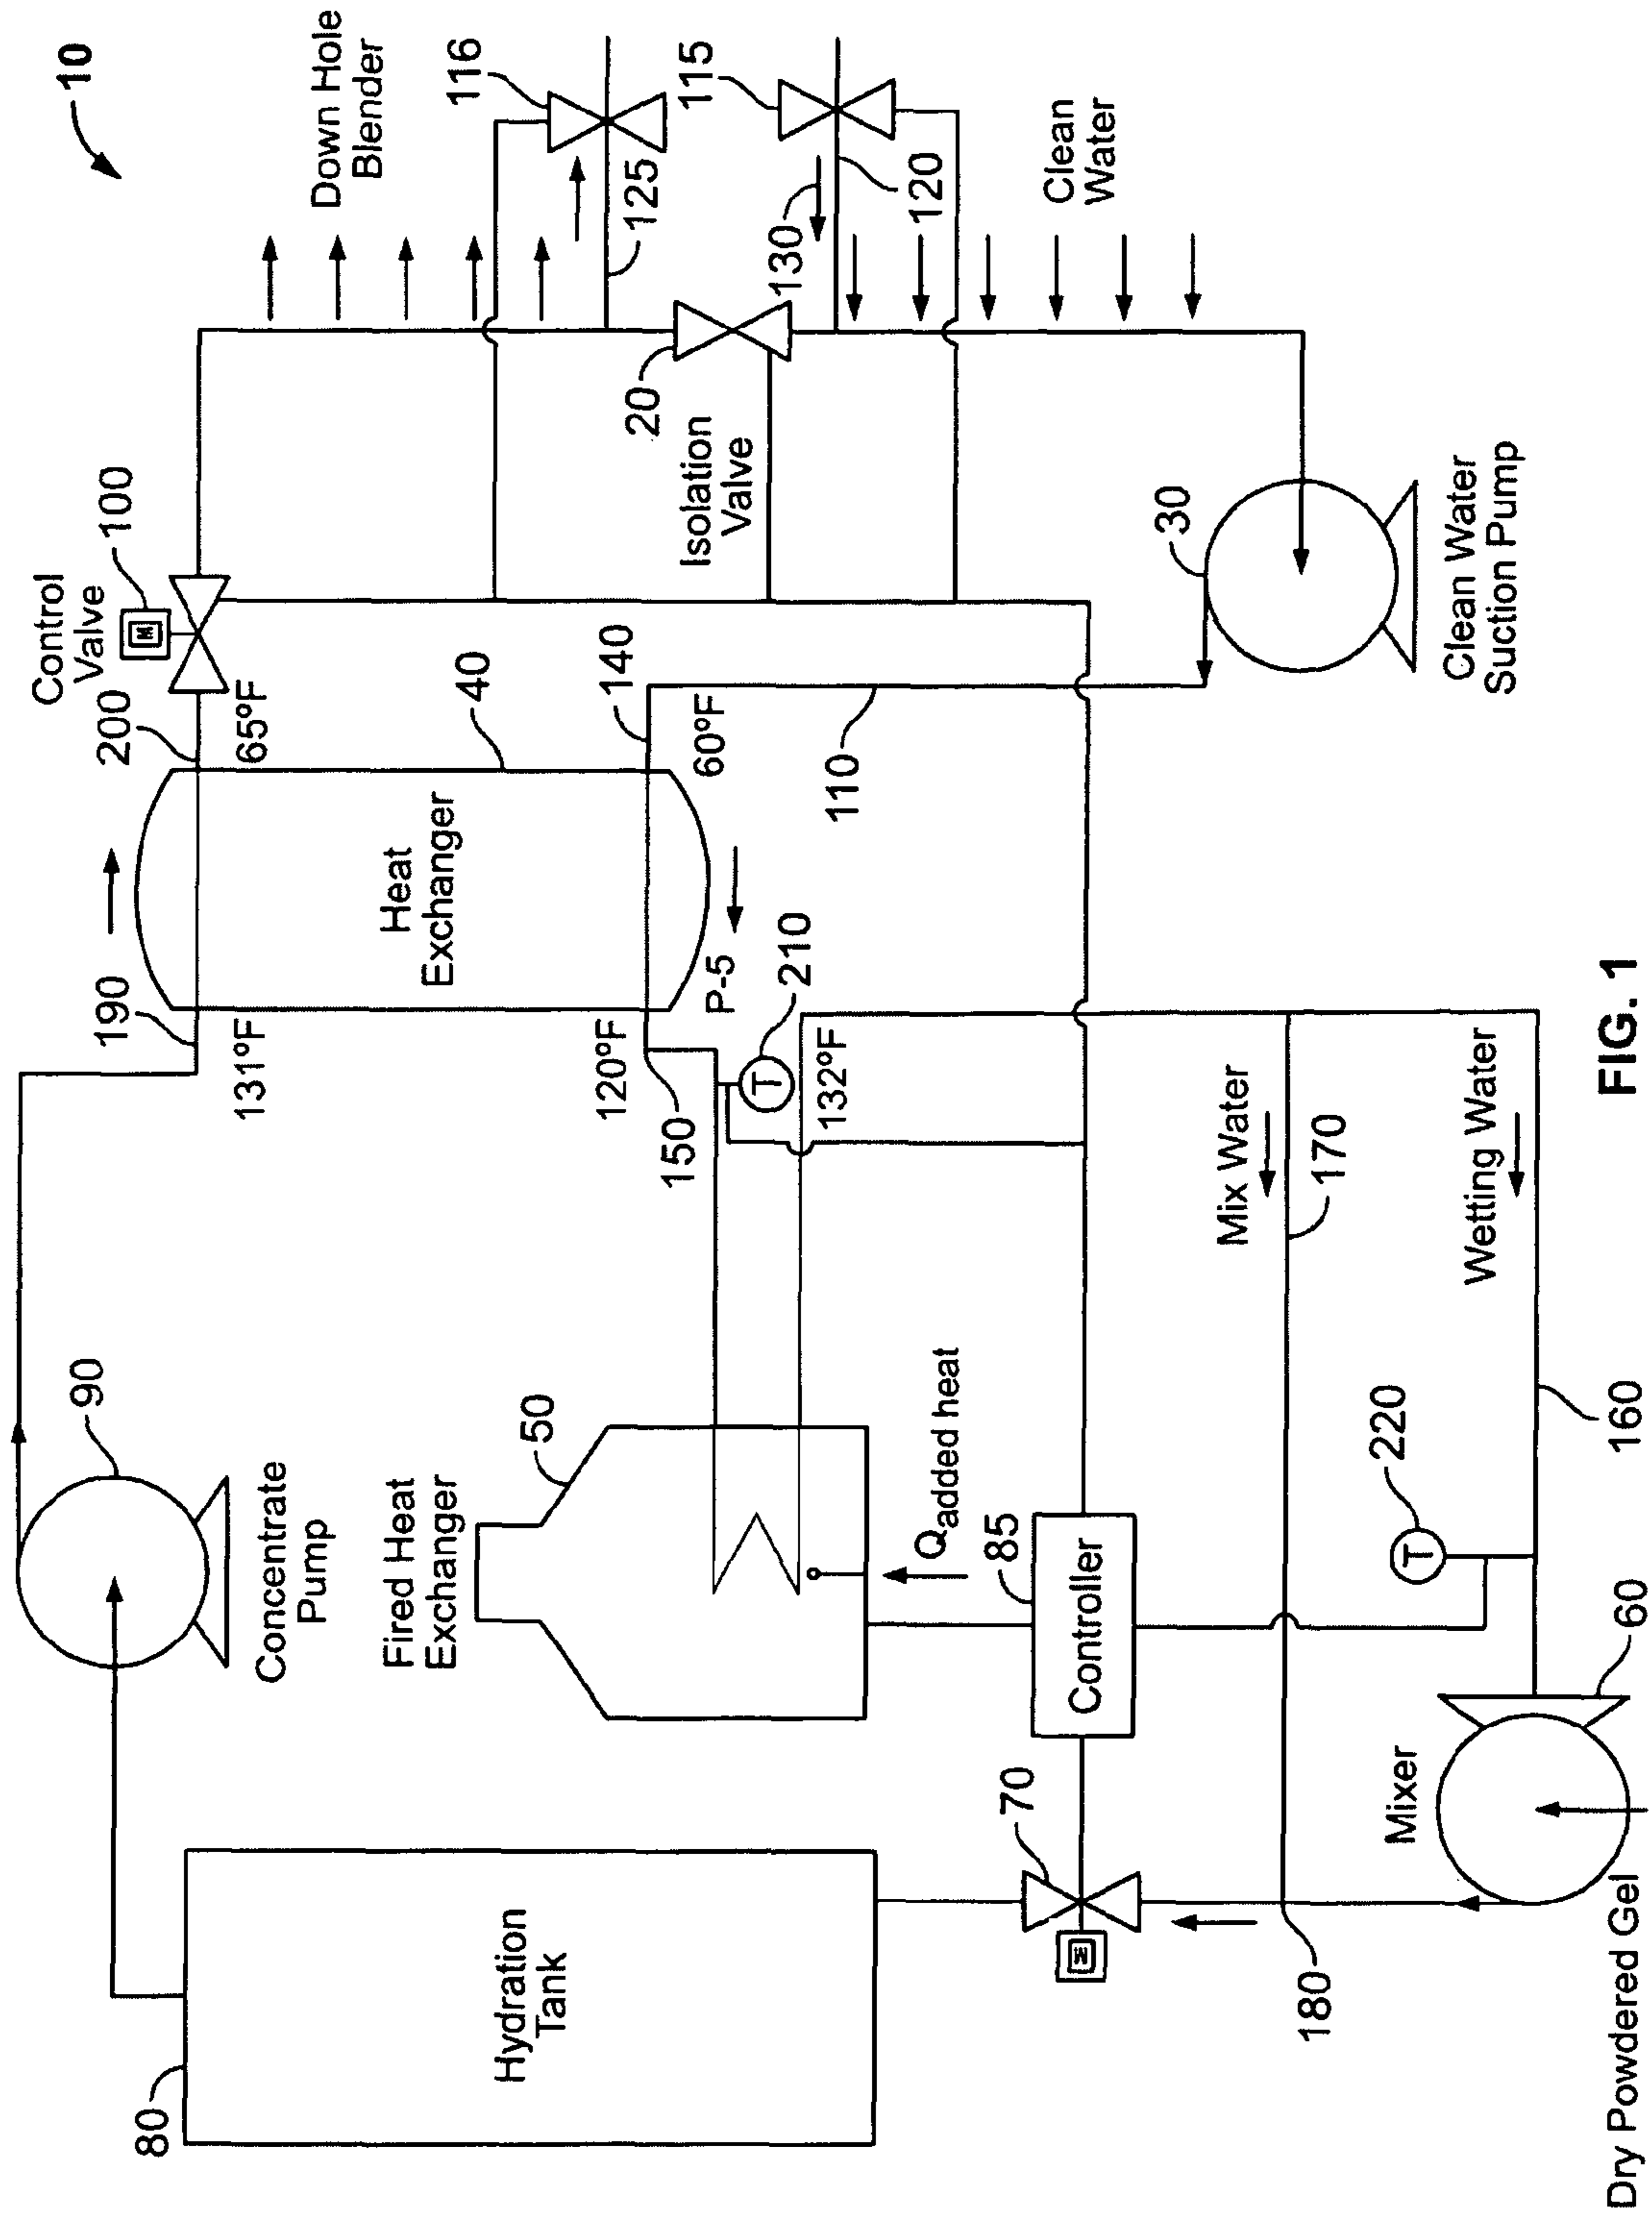 10
Down Hole
Blender
116
115
125
130
120
Clean
Water
20
Isolation
Valve
Control
Valve
100
M
200
65°F
40
140
60°F
110
30
Clean Water
Suction Pump
Heat
Exchanger
190
131°F
120°F
P-5
210
T
150
132°F
Mix Water
170
Wetting Water
160
90
Concentrate
Pump
Fired Heat
Exchanger
50
Qadded heat
85
Controller
220
T
60
Mixer
70
M
80
Hydration
Tank
180
Dry Powdered Gel
FIG. 1